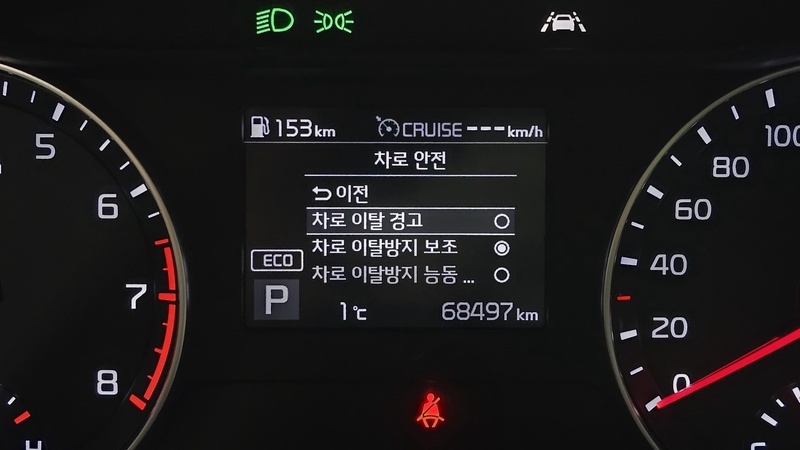 153km CRUISE ---km/h
차로 안전
이전
차로 이탈 경고
차로 이탈방지 보조
차로 이탈방지 능동 ...
ECO
P
1℃ 68497 km
5
6
7
8
H
100
80
60
40
20
0